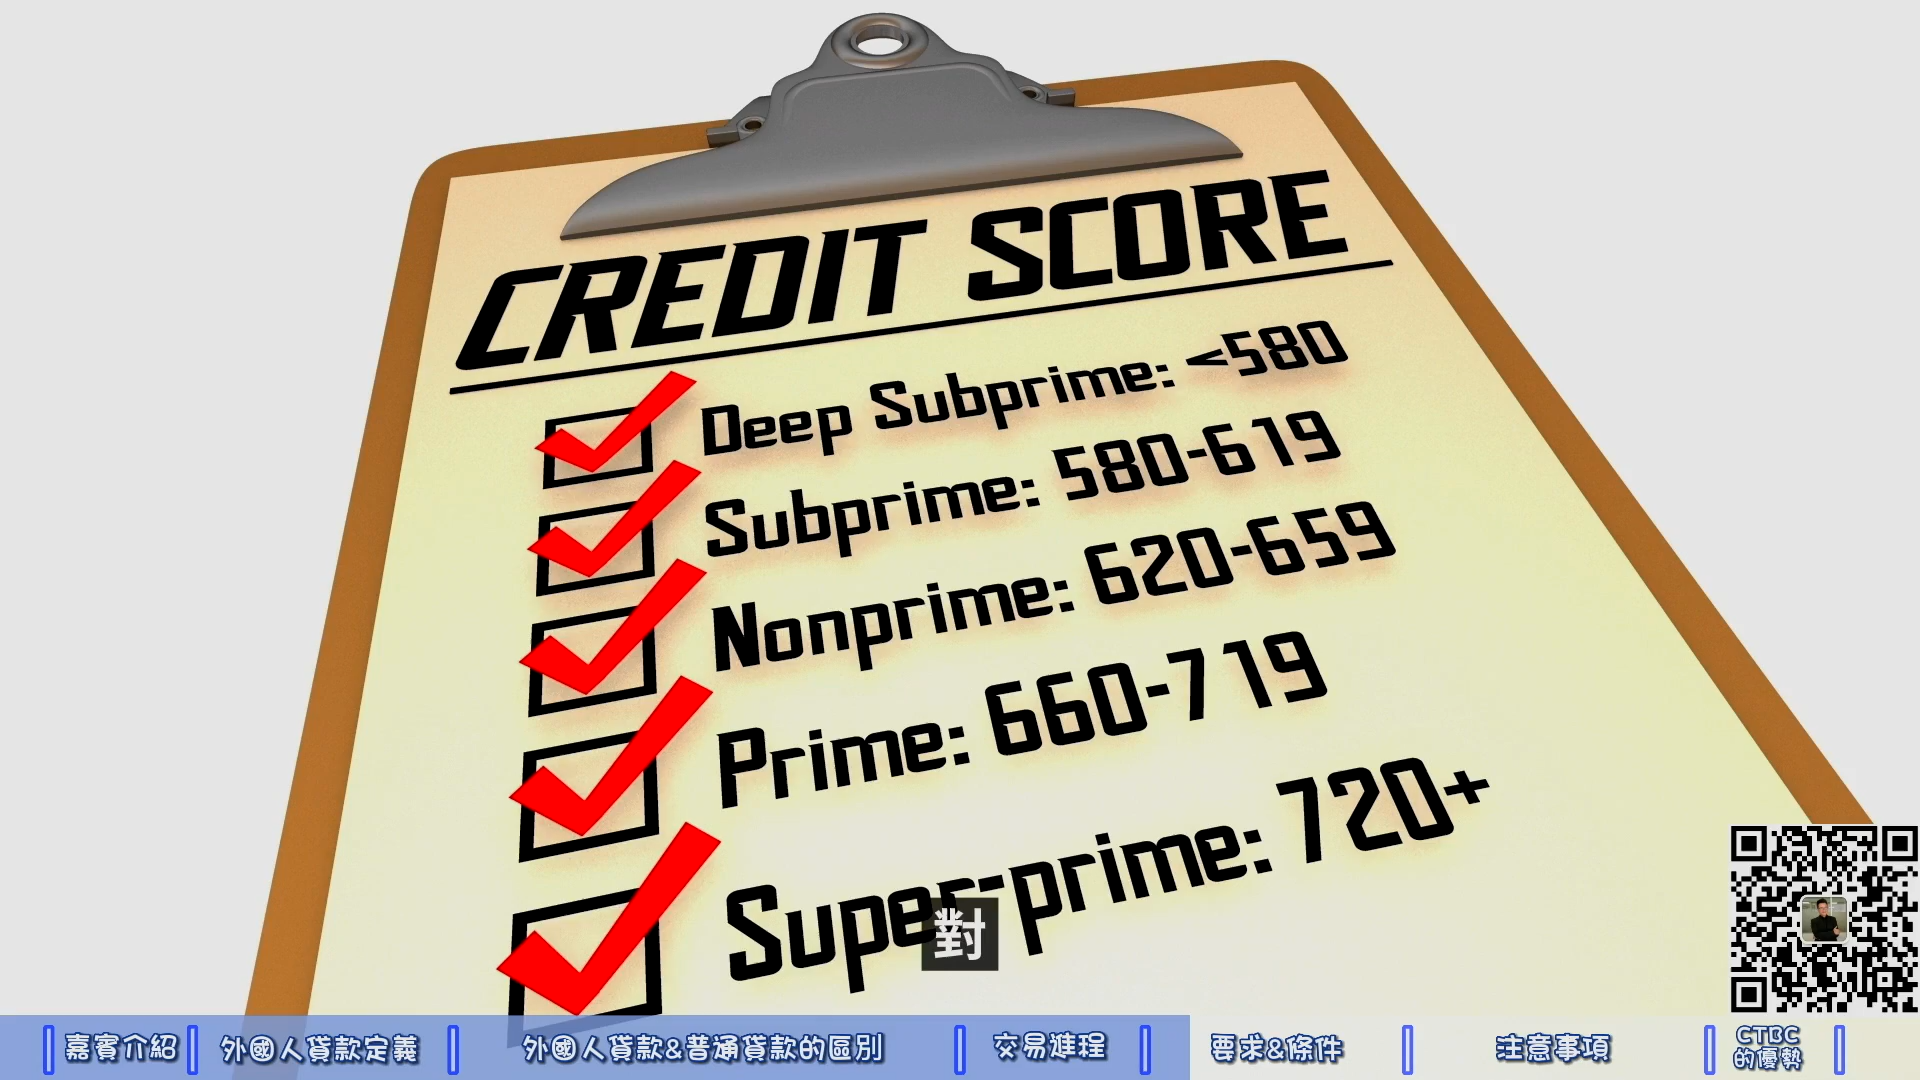 CREDIT SCORE
Deep Subprime: <580
Subprime: 580-619
Nonprime: 620-659
Prime: 660-719
Super-prime: 720+
對
嘉賓介紹
外國人貸款定義
外國人貸款&普通貸款的區別
交易進程
要求&條件
注意事項
CTBC
的優勢